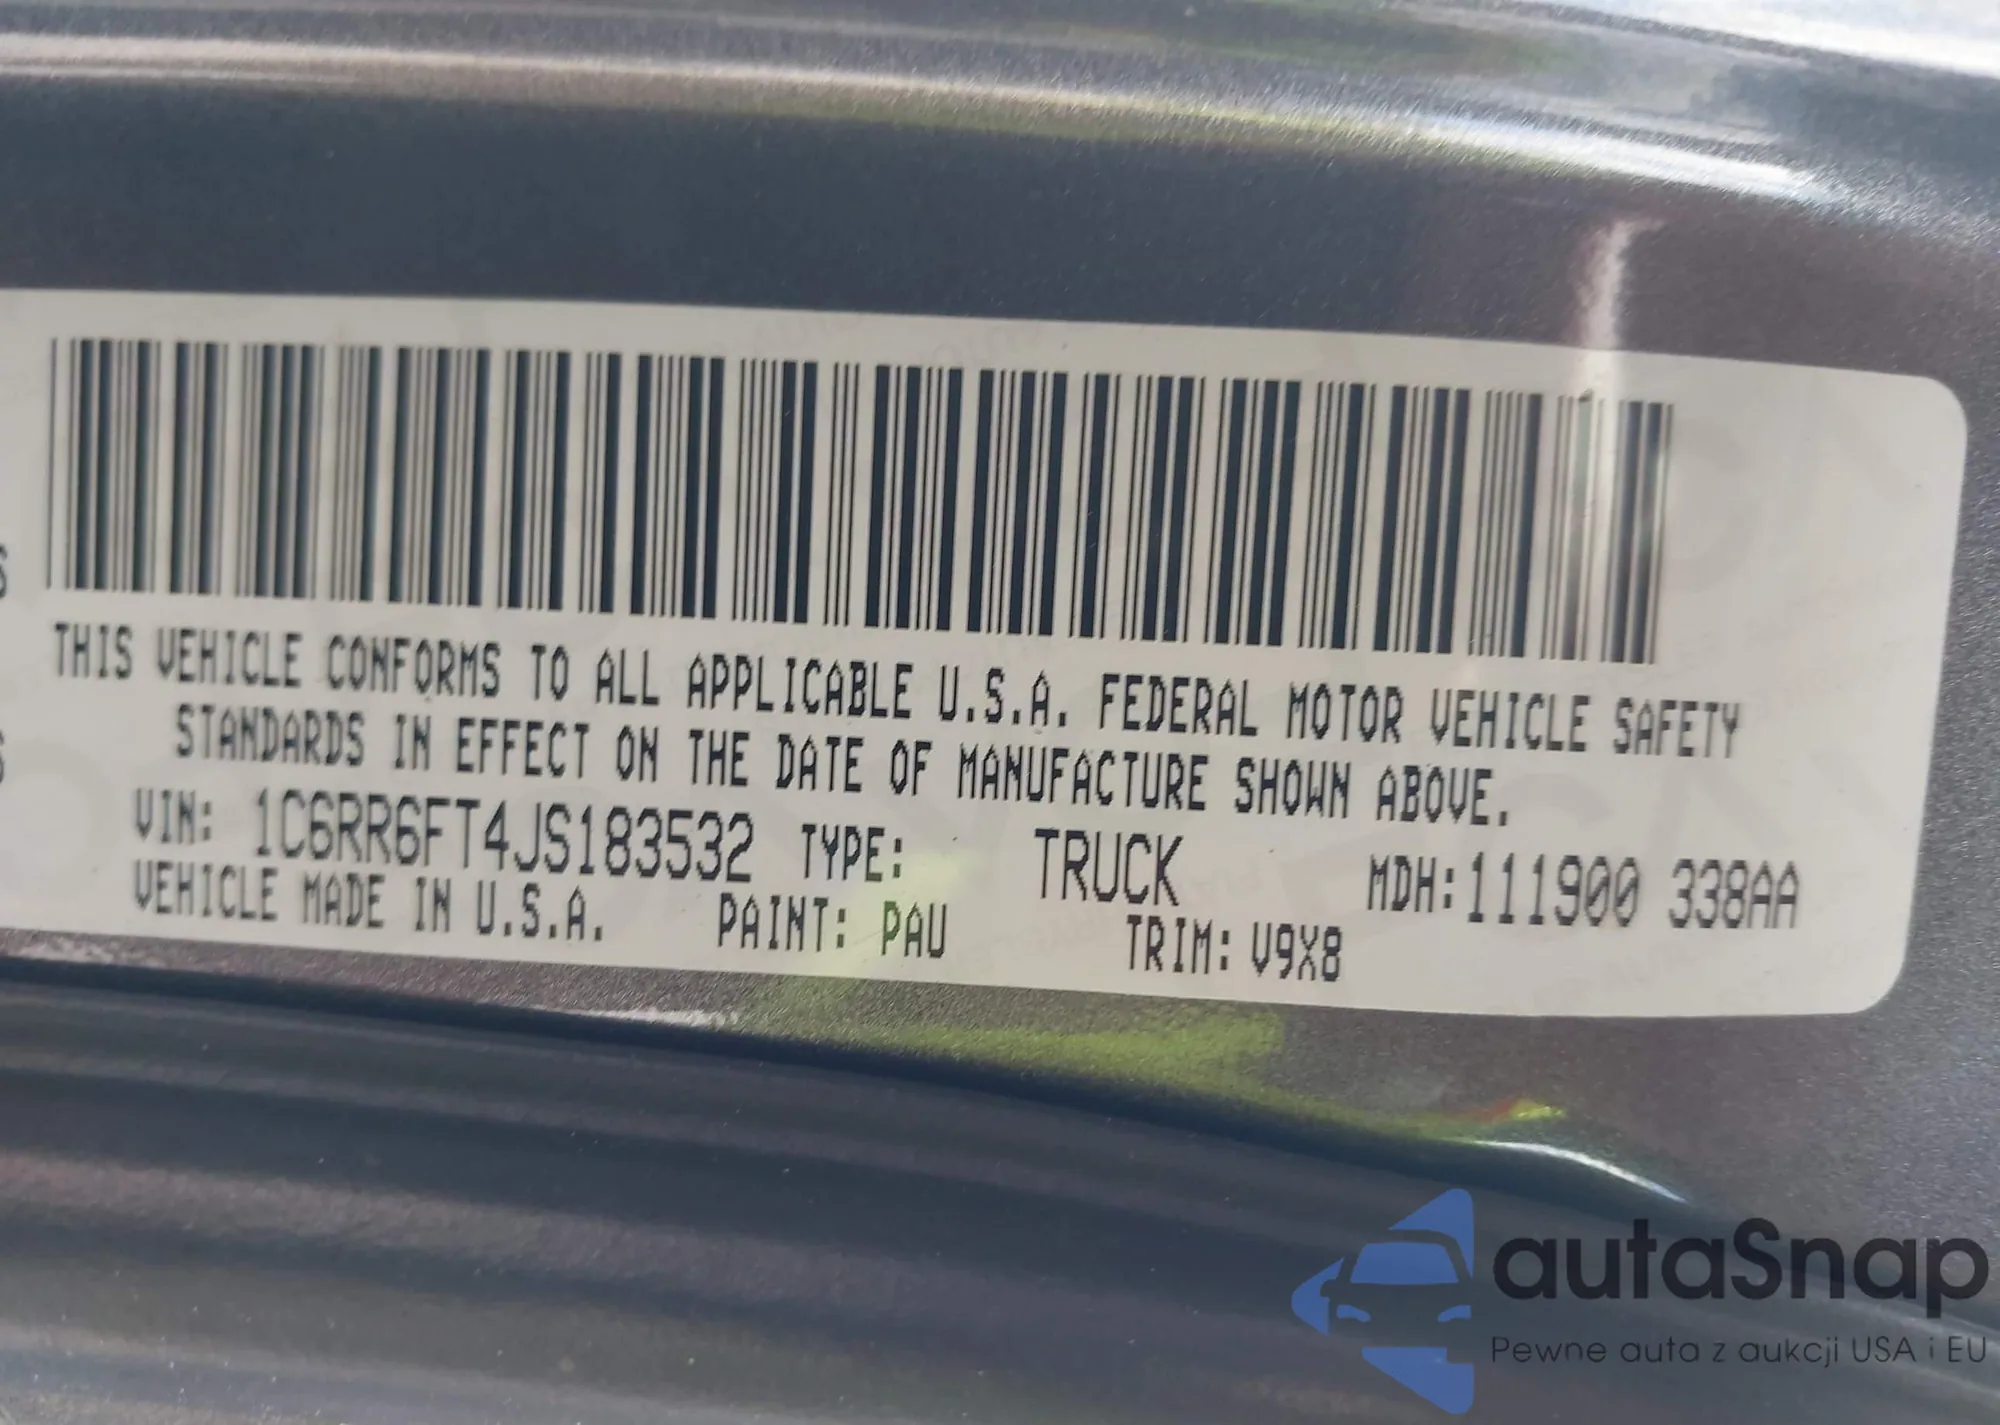 THIS VEHICLE CONFORMS TO ALL APPLICABLE U.S.A. FEDERAL MOTOR VEHICLE SAFETY
STANDARDS IN EFFECT ON THE DATE OF MANUFACTURE SHOWN ABOVE.
VIN: 1C6RR6FT4JS183532 TYPE: TRUCK MDH:111900 338AA
VEHICLE MADE IN U.S.A. PAINT: PAU TRIM: V9X8
autaSnap
Pewne auta z aukcji USA i EU